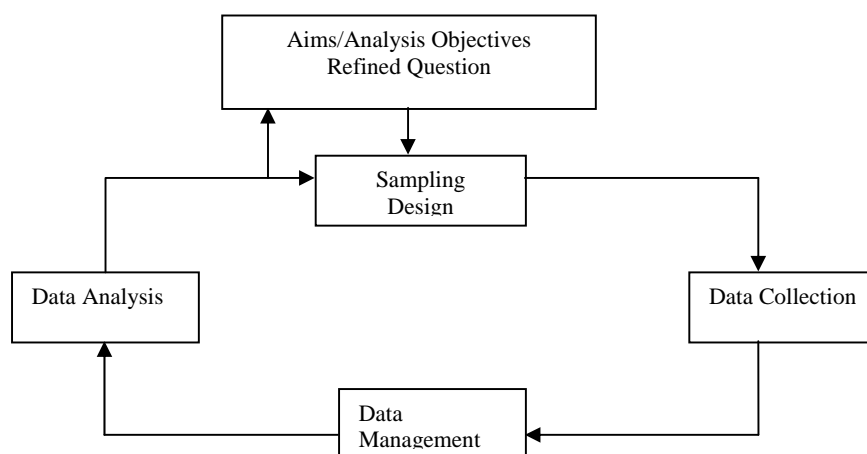 Aims/Analysis Objectives
Refined Question
Sampling
Design
Data Analysis
Data Collection
Data
Management